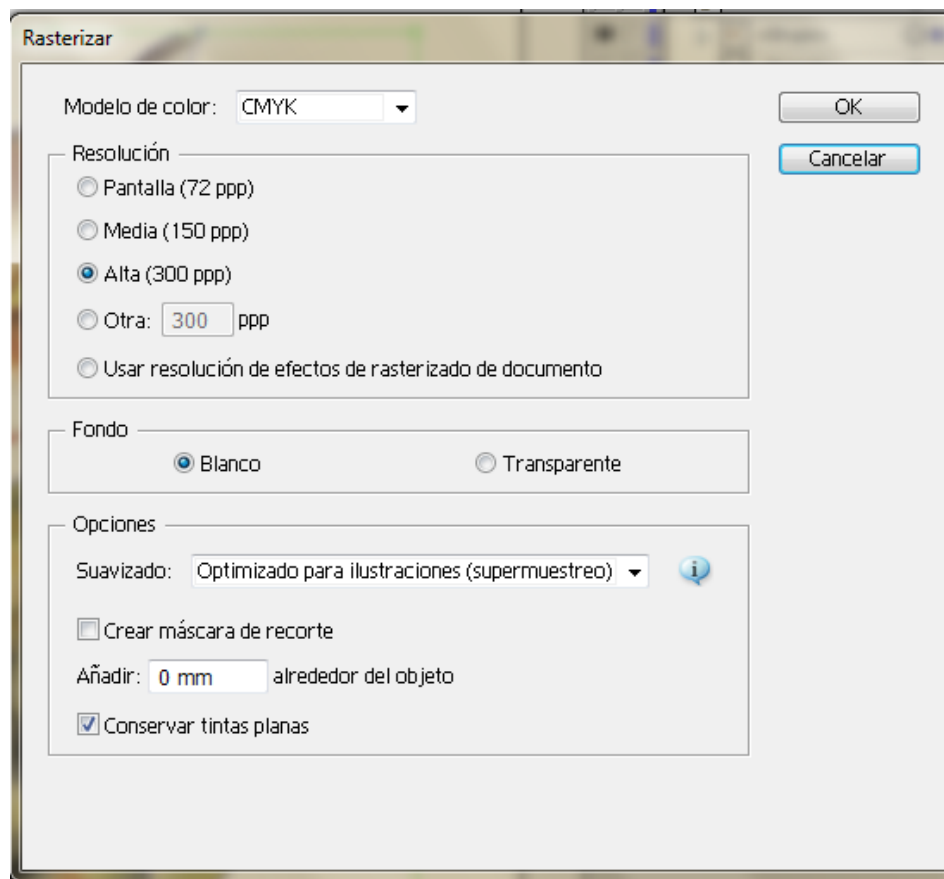 Rasterizar
Modelo de color: CMYK
OK
Cancelar
Resolución
Pantalla (72 ppp)
Media (150 ppp)
Alta (300 ppp)
Otra: 300 ppp
Usar resolución de efectos de rasterizado de documento
Fondo
Blanco Transparente
Opciones
Suavizado: Optimizado para ilustraciones (supermuestreo)
Crear máscara de recorte
Añadir: 0 mm alrededor del objeto
Conservar tintas planas